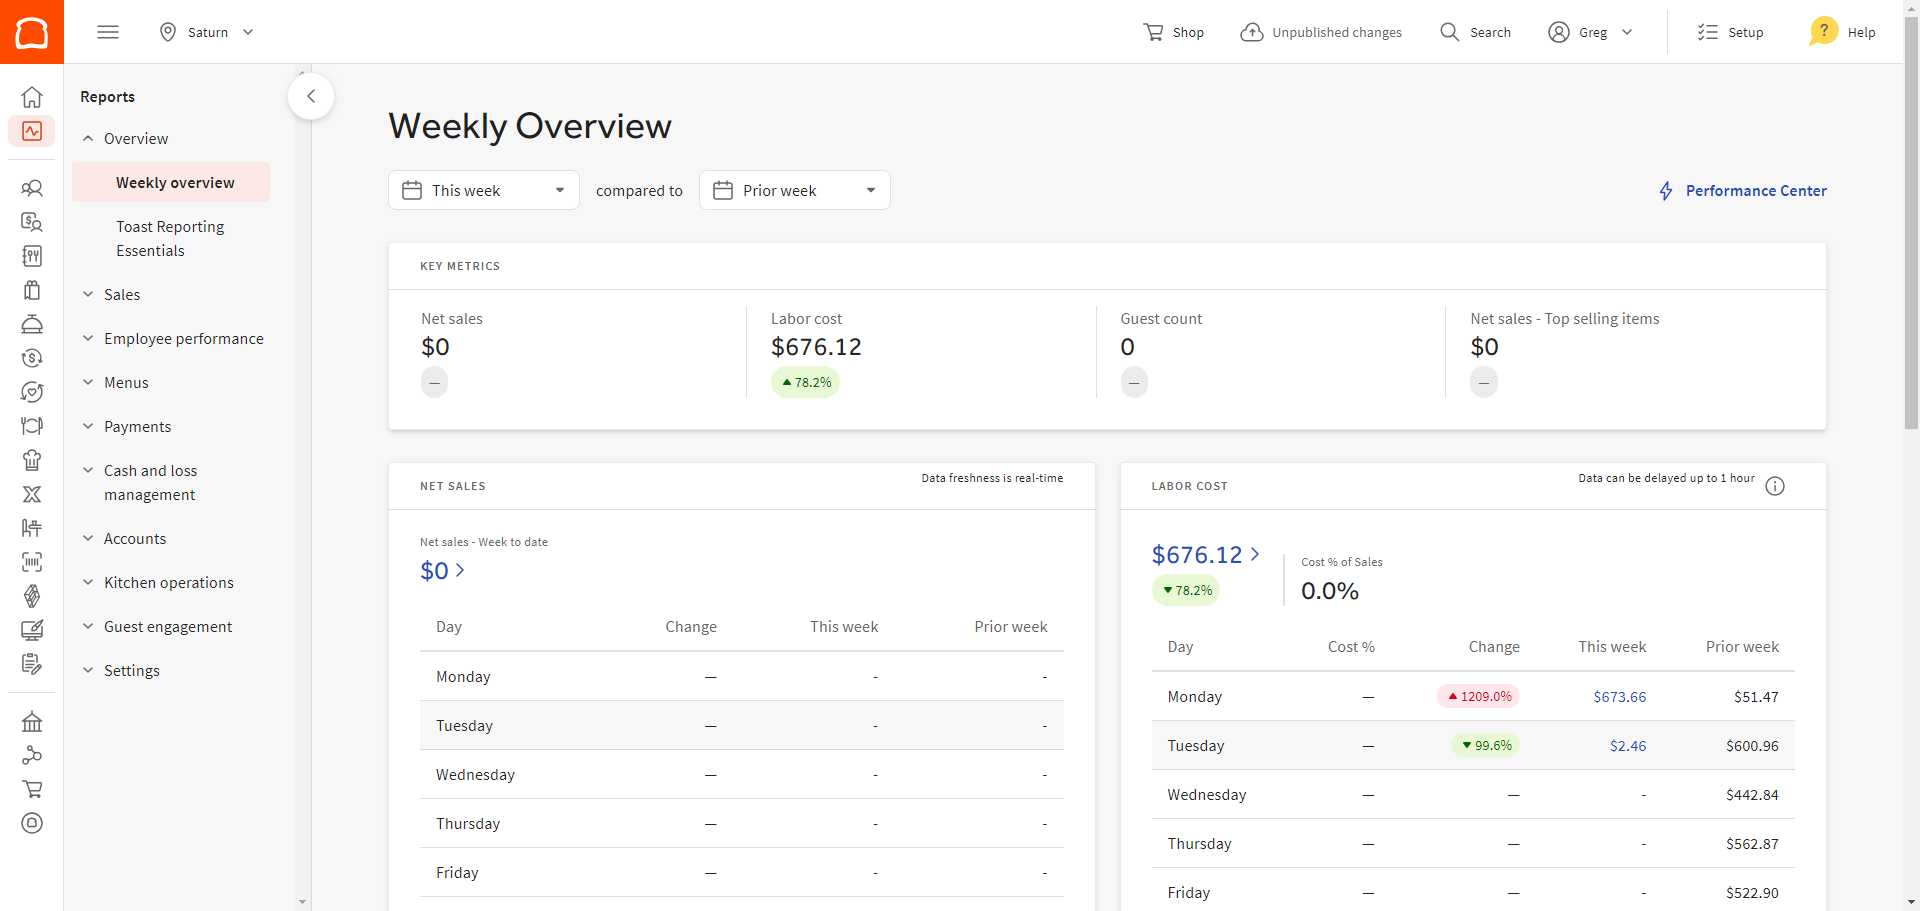 Saturn
Shop
Unpublished changes
Search
Greg
Setup
?
Help
Reports
Overview
Weekly overview
Toast Reporting
Essentials
Sales
Employee performance
Menus
Payments
Cash and loss
management
Accounts
Kitchen operations
Guest engagement
Settings
Weekly Overview
This week
compared to
Prior week
Performance Center
KEY METRICS
Net sales
$0
–
Labor cost
$676.12
▲ 78.2%
Guest count
0
–
Net sales - Top selling items
$0
–
NET SALES
Data freshness is real-time
Net sales - Week to date
$0
Day Change This week Prior week
Monday — - -
Tuesday — - -
Wednesday — - -
Thursday — - -
Friday — - -
LABOR COST
Data can be delayed up to 1 hour
$676.12
▼ 78.2%
Cost % of Sales
0.0%
Day Cost % Change This week Prior week
Monday — ▲ 1209.0% $673.66 $51.47
Tuesday — ▼ 99.6% $2.46 $600.96
Wednesday — — - $442.84
Thursday — — - $562.87
Friday — — - $522.90